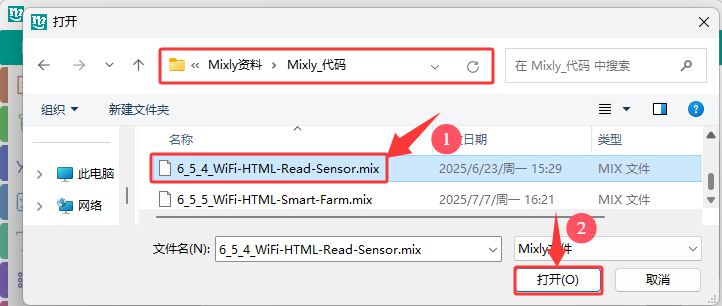 打开
Mixly资料 > Mixly_代码
在 Mixly_代码 中搜索
组织
新建文件夹
名称
日期
类型
1
此电脑
6_5_4_WiFi-HTML-Read-Sensor.mix
2025/6/23/周一 15:29
MIX 文件
网络
6_5_5_WiFi-HTML-Smart-Farm.mix
2025/7/7/周一 16:21
MIX 文件
2
文件名(N):
6_5_4_WiFi-HTML-Read-Sensor.mix
Mixly文件
打开(O)
取消